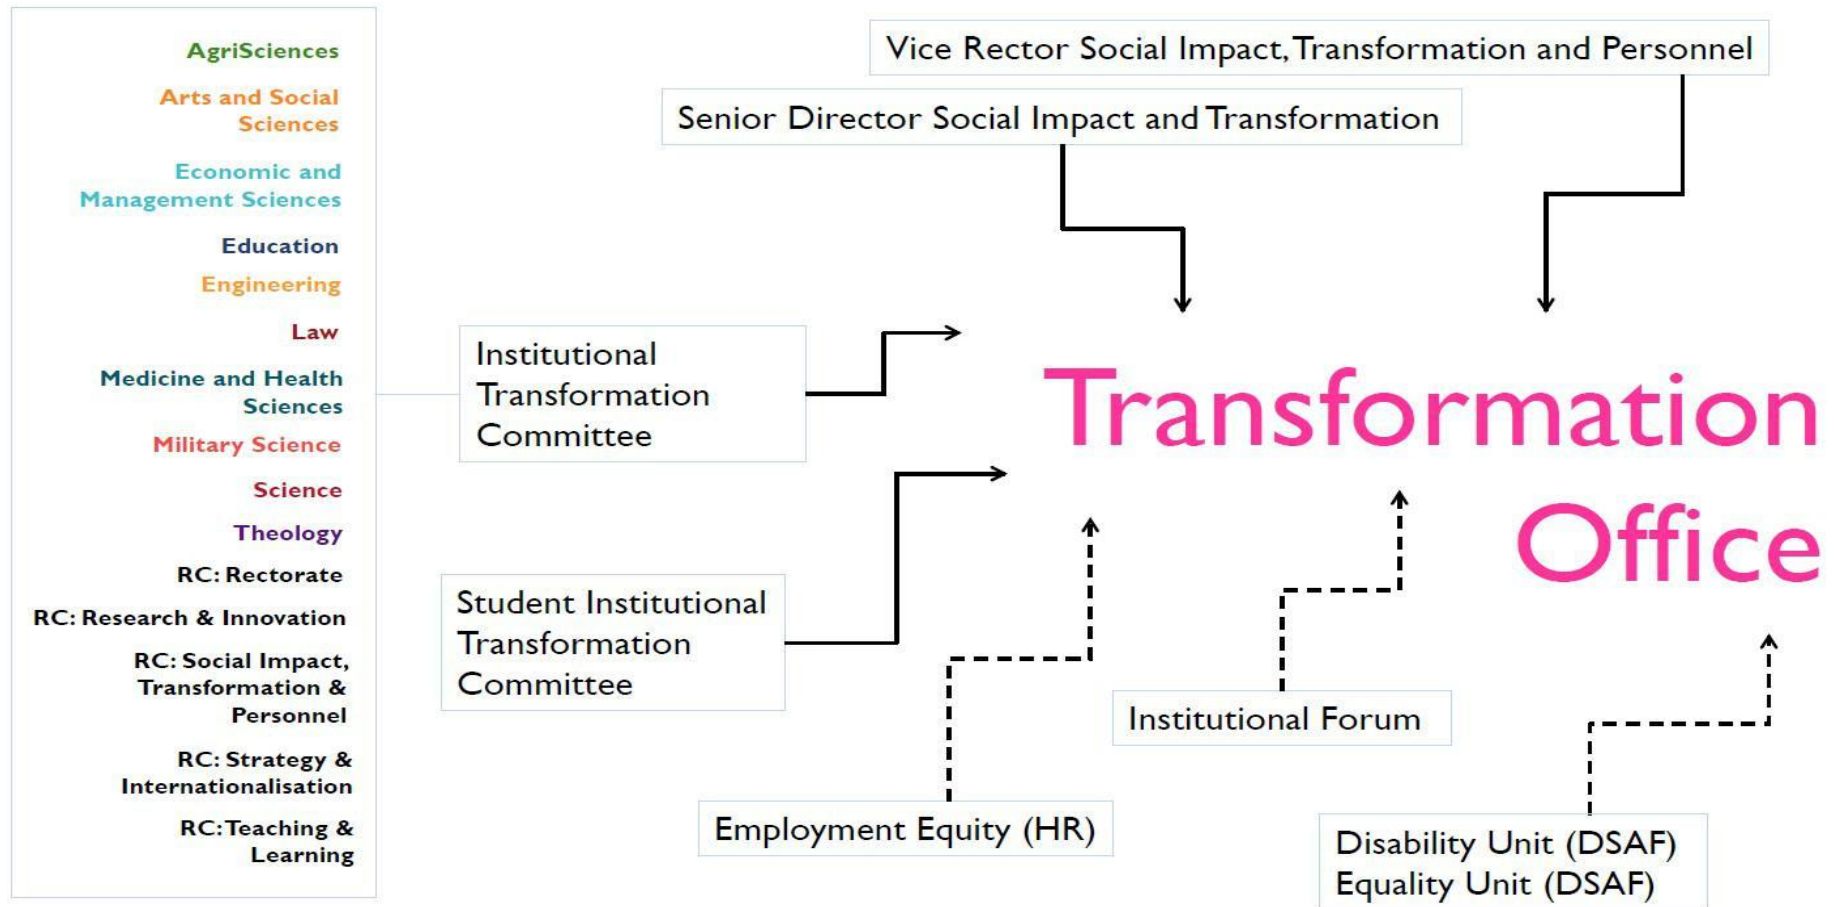 AgriSciences
Arts and Social
Sciences
Economic and
Management Sciences
Education
Engineering
Law
Medicine and Health
Sciences
Military Science
Science
Theology
RC: Rectorate
RC: Research & Innovation
RC: Social Impact,
Transformation &
Personnel
RC: Strategy &
Internationalisation
RC: Teaching &
Learning
Vice Rector Social Impact, Transformation and Personnel
Senior Director Social Impact and Transformation
Institutional
Transformation
Committee
Student Institutional
Transformation
Committee
Transformation
Office
Employment Equity (HR)
Institutional Forum
Disability Unit (DSAF)
Equality Unit (DSAF)